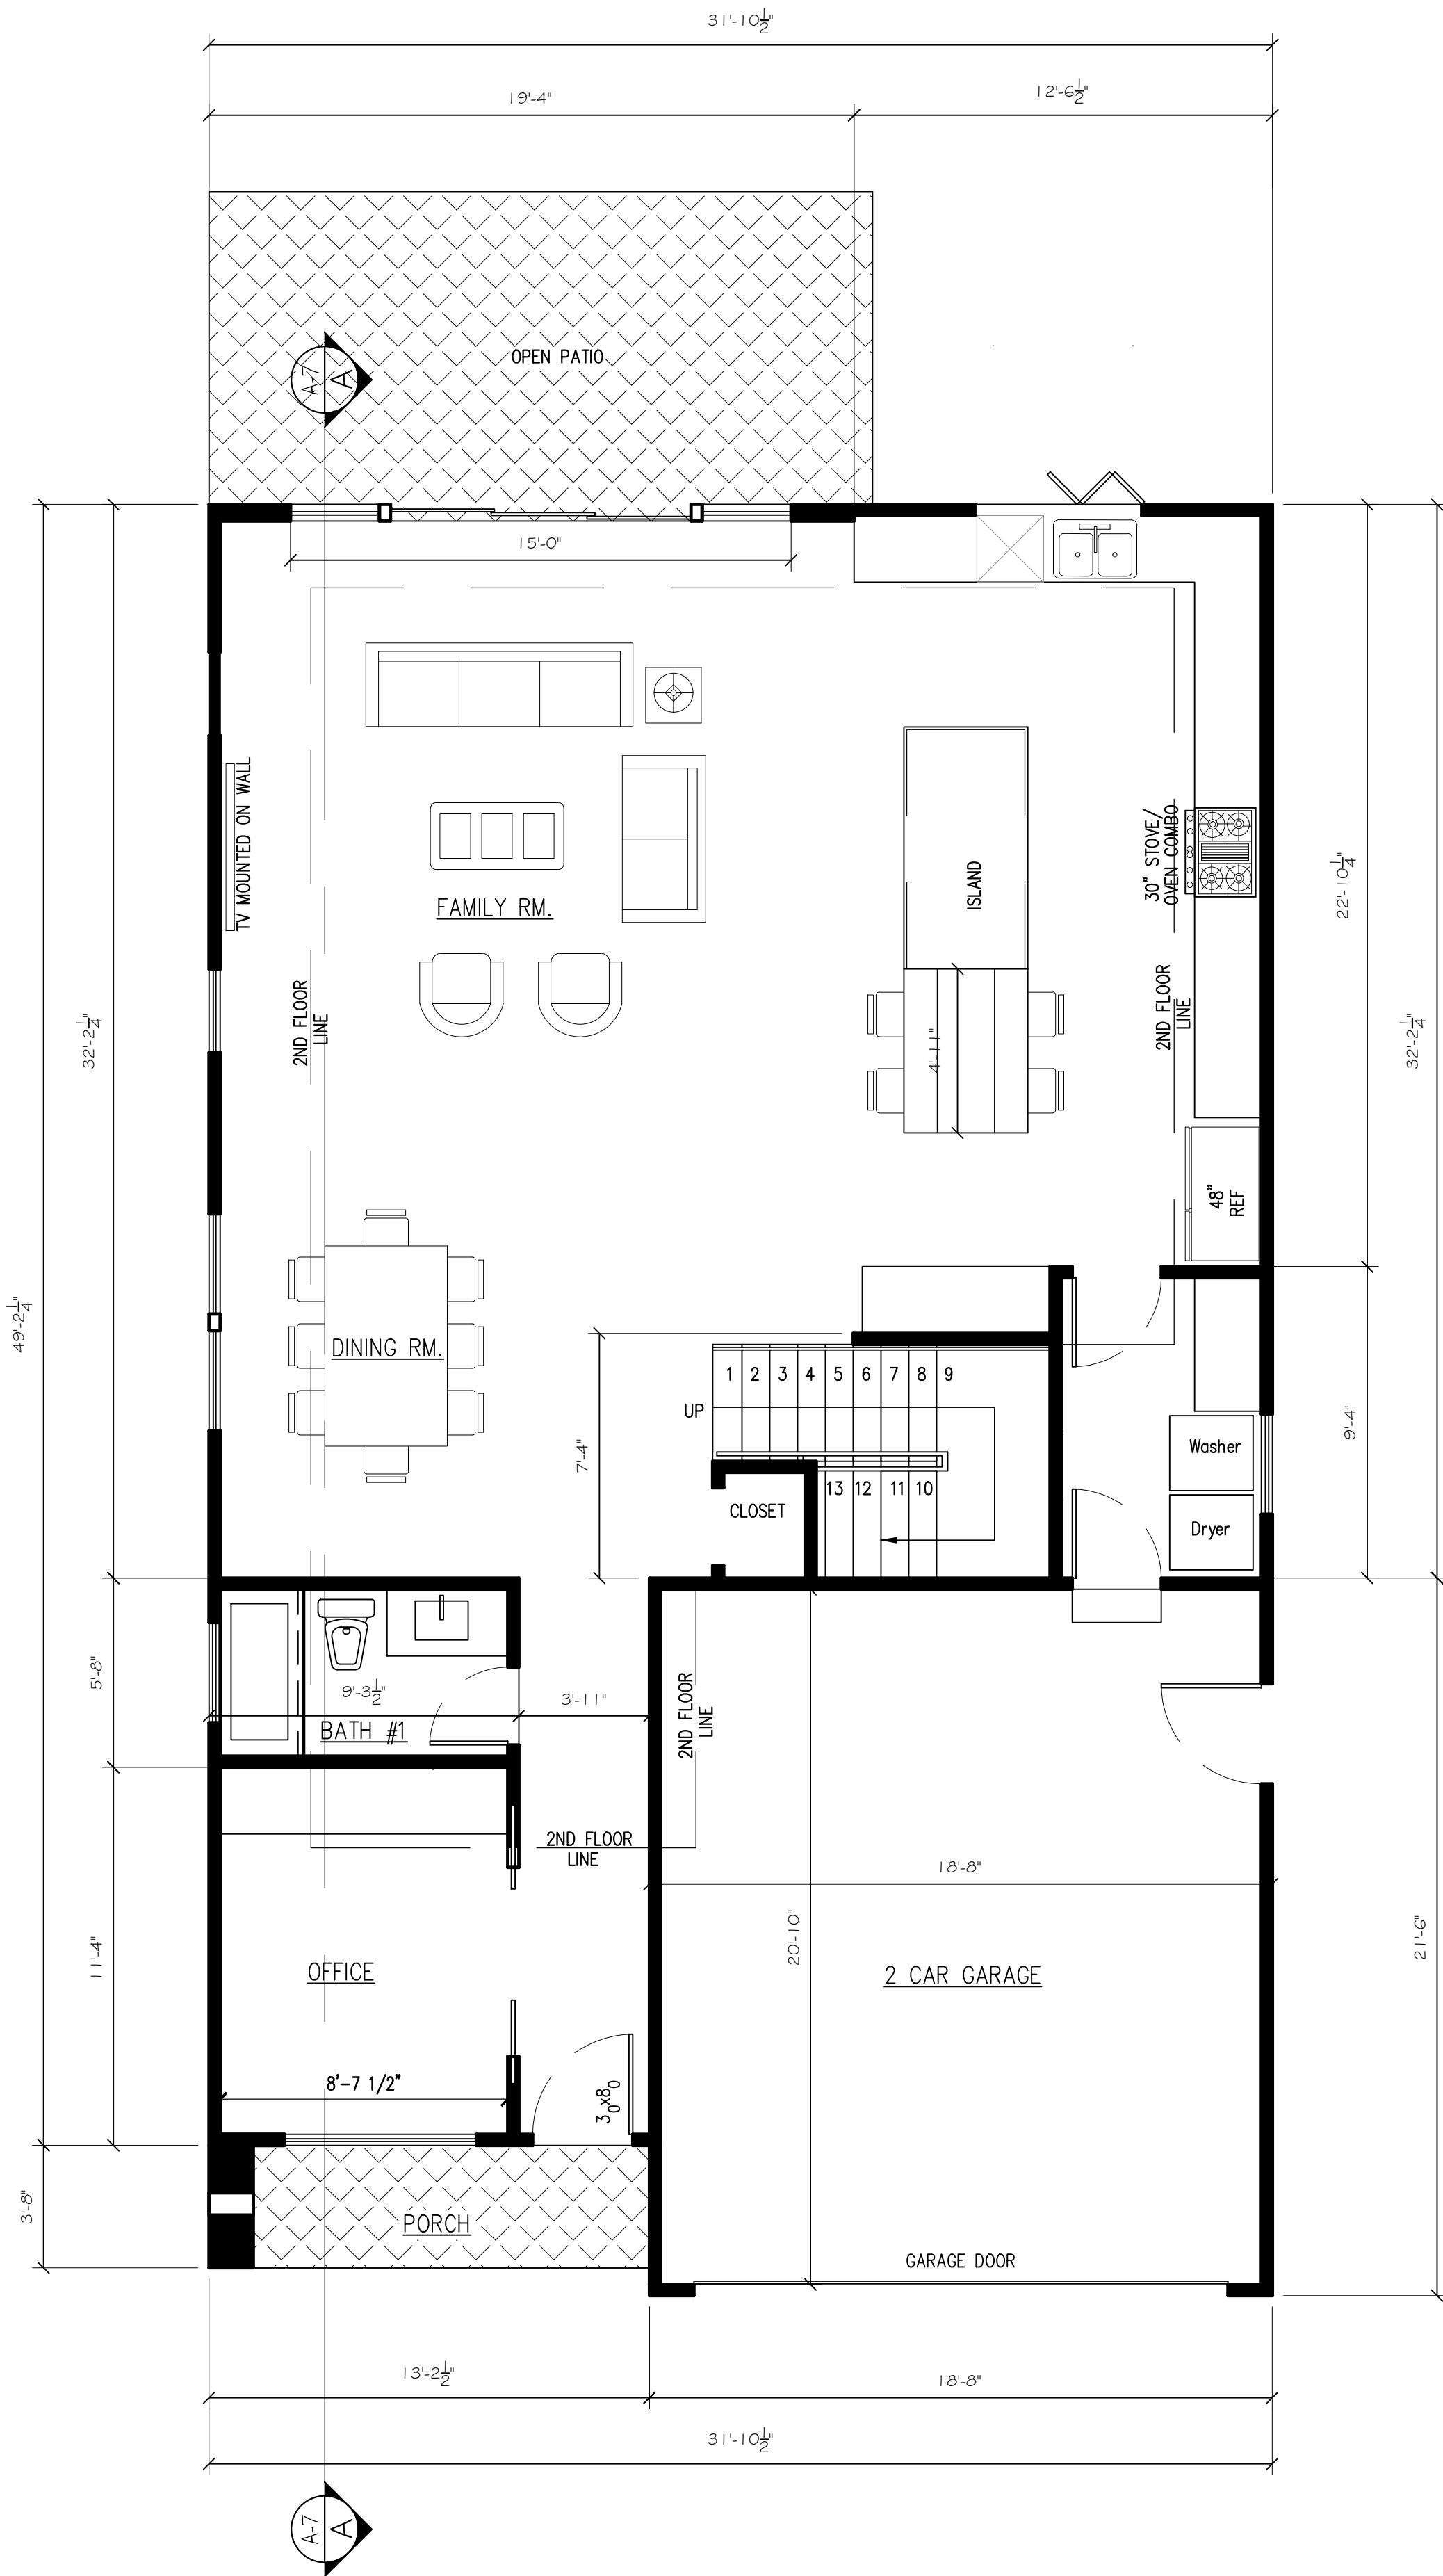 31'-10 1/2"
19'-4"
12'-6 1/2"
OPEN PATIO
A-7
A
15'-0"
TV MOUNTED ON WALL
FAMILY RM.
ISLAND
30" STOVE/
OVEN COMBO
22'-10 1/4"
2ND FLOOR
LINE
4'-11"
2ND FLOOR
LINE
32'-2 1/4"
32'-2 1/4"
49'-2 1/4"
48"
REF
DINING RM.
1 2 3 4 5 6 7 8 9
UP
7'-4"
9'-4"
Washer
13 12 11 10
CLOSET
Dryer
5'-8"
9'-3 1/2"
3'-11"
BATH #1
2ND FLOOR
LINE
2ND FLOOR
LINE
18'-8"
20'-10"
11'-4"
21'-6"
OFFICE
2 CAR GARAGE
8'-7 1/2"
3 0 x 8 0
3'-8"
PORCH
GARAGE DOOR
13'-2 1/2"
18'-8"
31'-10 1/2"
A-7
A